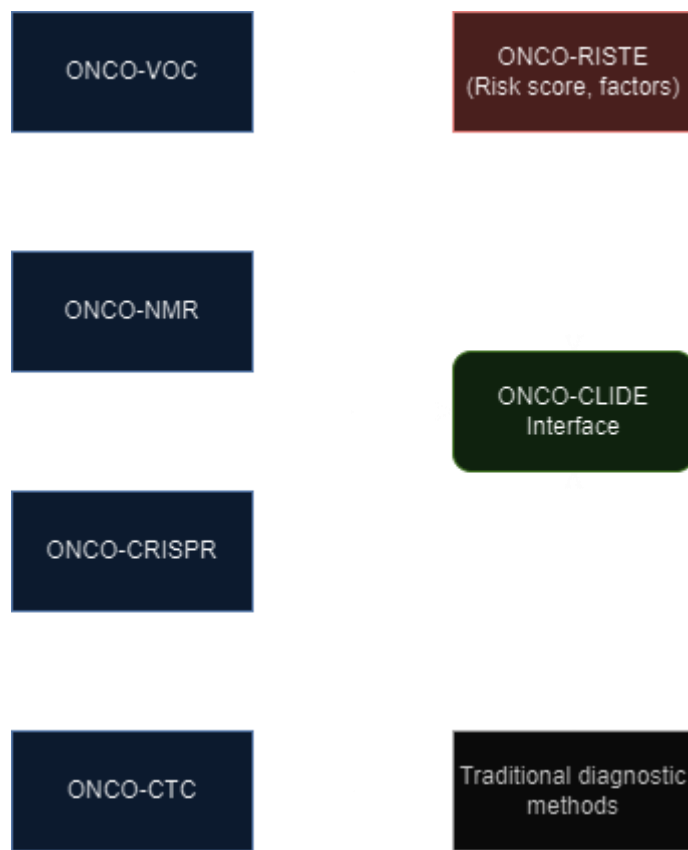 ONCO-VOC
ONCO-RISTE
(Risk score, factors)
ONCO-NMR
ONCO-CLIDE
Interface
ONCO-CRISPR
ONCO-CTC
Traditional diagnostic
methods